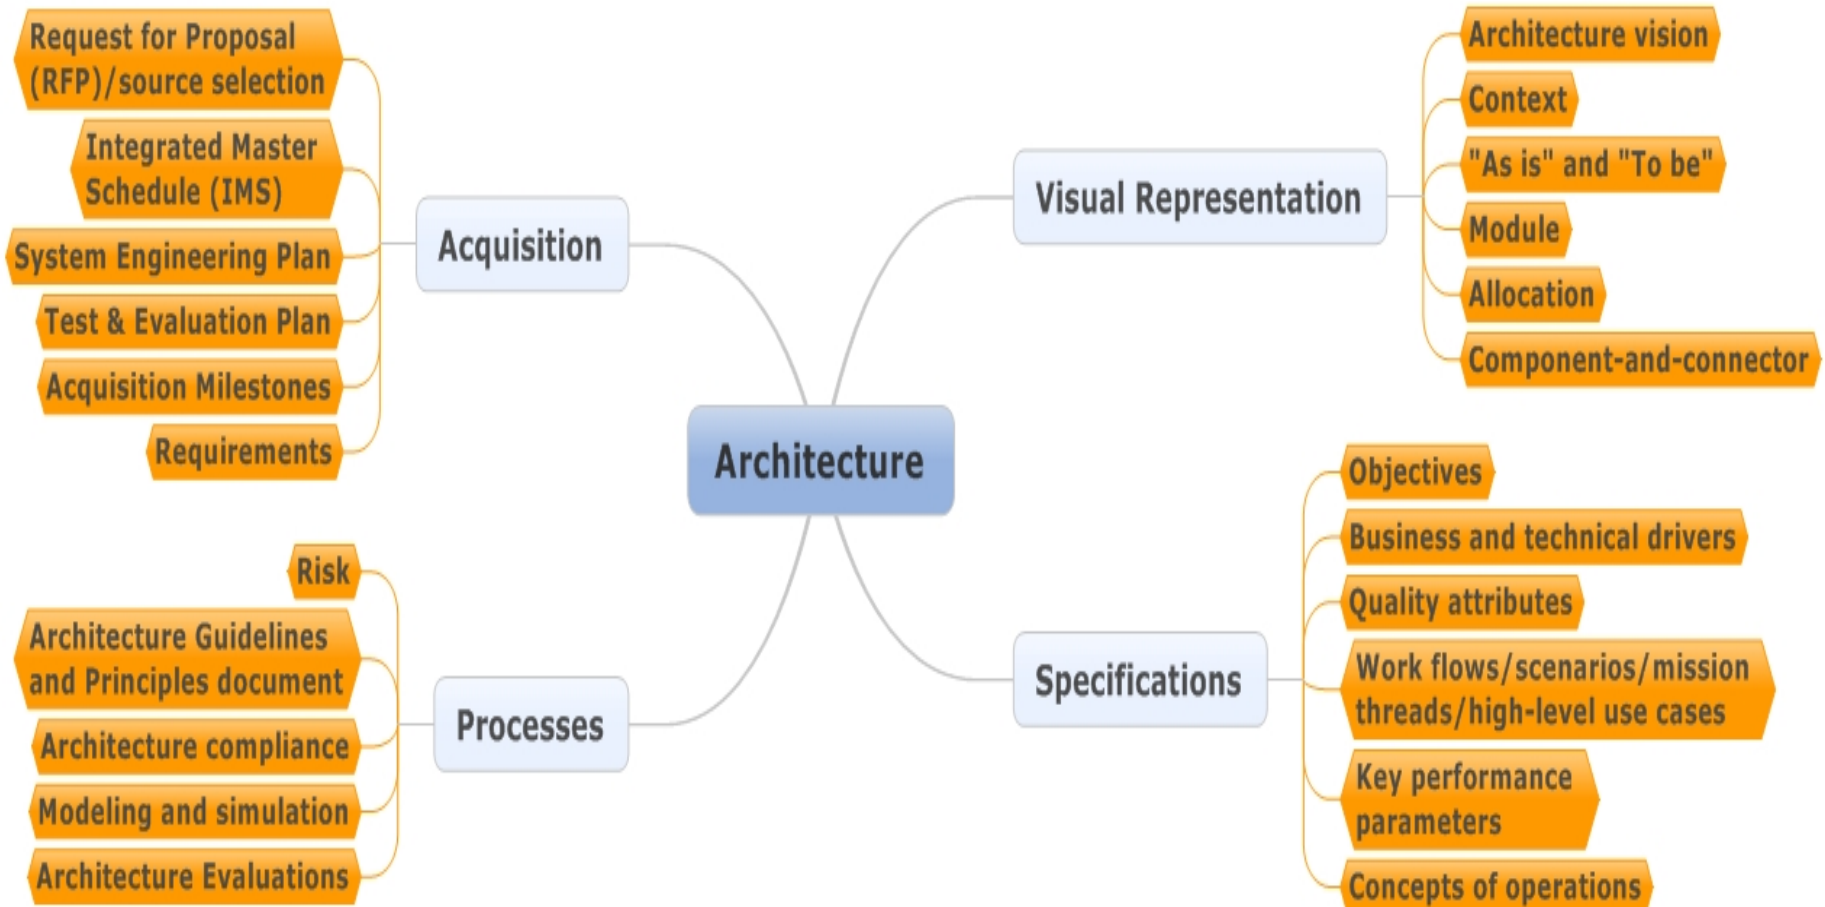 Request for Proposal
(RFP)/source selection
Integrated Master
Schedule (IMS)
System Engineering Plan
Test & Evaluation Plan
Acquisition Milestones
Requirements
Acquisition
Risk
Architecture Guidelines
and Principles document
Architecture compliance
Modeling and simulation
Architecture Evaluations
Processes
Architecture
Visual Representation
Architecture vision
Context
"As is" and "To be"
Module
Allocation
Component-and-connector
Specifications
Objectives
Business and technical drivers
Quality attributes
Work flows/scenarios/mission
threads/high-level use cases
Key performance
parameters
Concepts of operations